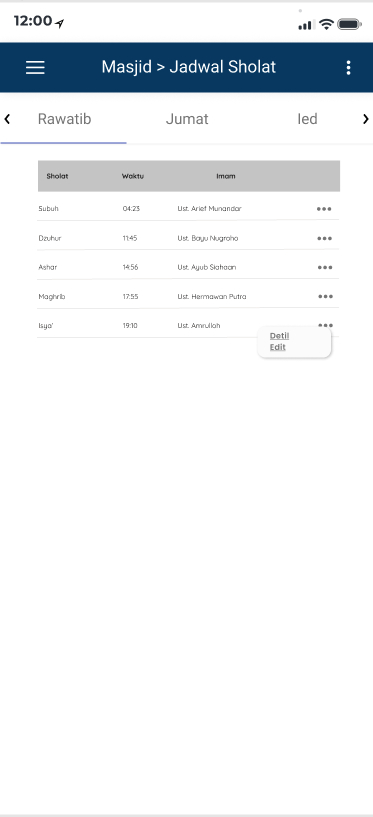 12:00
Masjid > Jadwal Sholat
Rawatib Jumat Ied
Sholat Waktu Imam
Subuh 04:23 Ust. Arief Munandar
Dzuhur 11:45 Ust. Bayu Nugroho
Ashar 14:56 Ust. Ayub Siahaan
Maghrib 17:55 Ust. Hermawan Putra
Isya' 19:10 Ust. Amrulloh
Detil
Edit